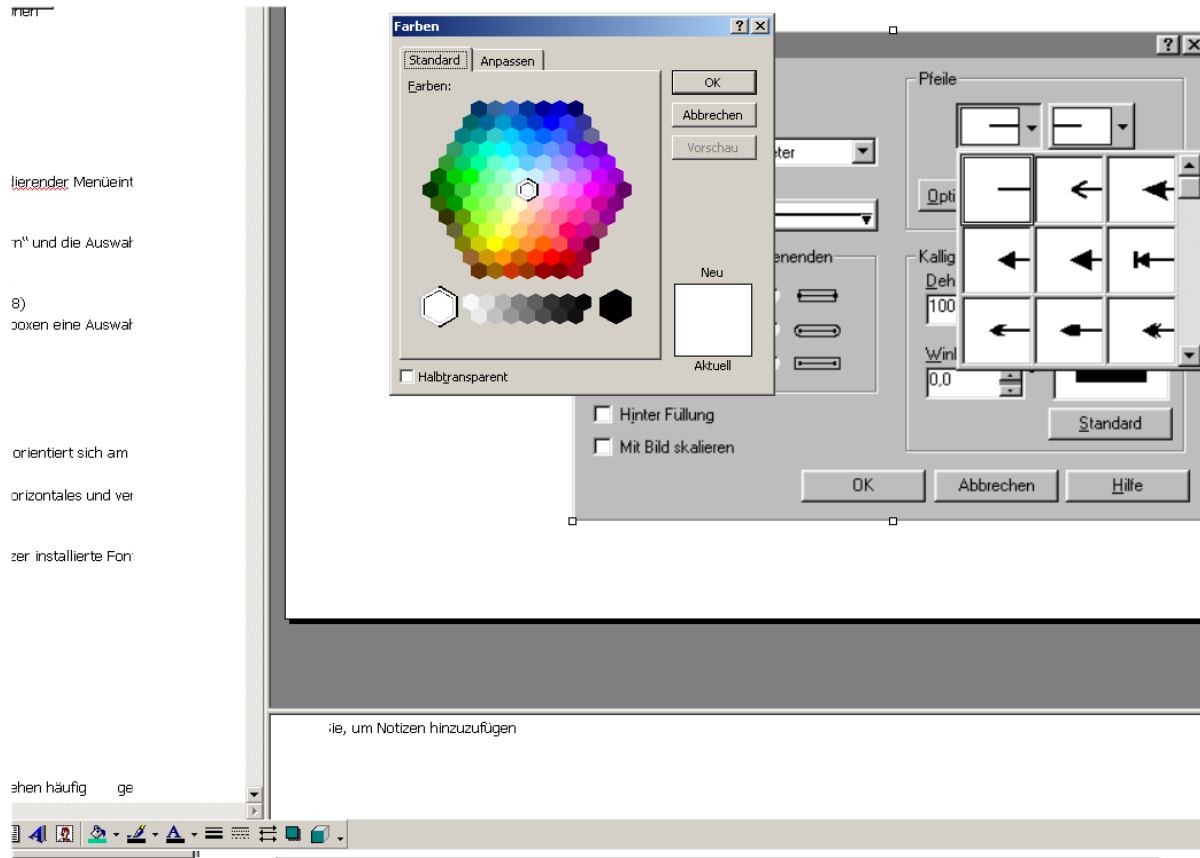 lierender Menüeint
rn" und die Auswah
8)
boxen eine Auswah
orientiert sich am
orizontales und ver
zer installierte Fon
ehen häufig ge
Farben
Standard
Anpassen
Farben:
OK
Abbrechen
Vorschau
Neu
Aktuell
Halbtransparent
Pfeile
eter
Opti
enenden
Kallig
Deh
100
Winl
0,0
Standard
Hinter Füllung
Mit Bild skalieren
OK
Abbrechen
Hilfe
ie, um Notizen hinzuzufügen